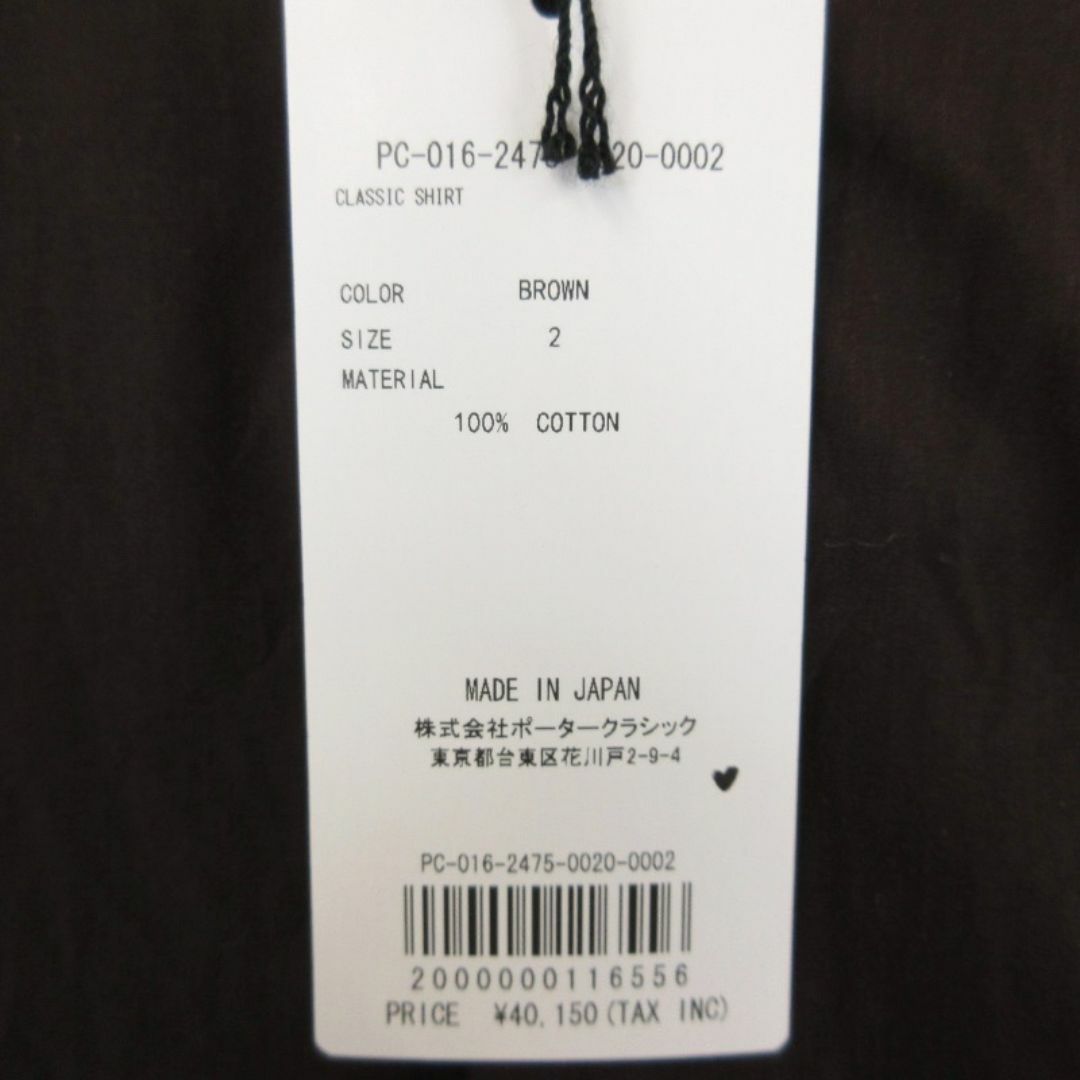 PC-016-2475-0020-0002
CLASSIC SHIRT
COLOR BROWN
SIZE 2
MATERIAL
100% COTTON
MADE IN JAPAN
株式会社ポータークラシック
東京都台東区花川戸2-9-4
PC-016-2475-0020-0002
2000000116556
PRICE ¥40,150(TAX INC)